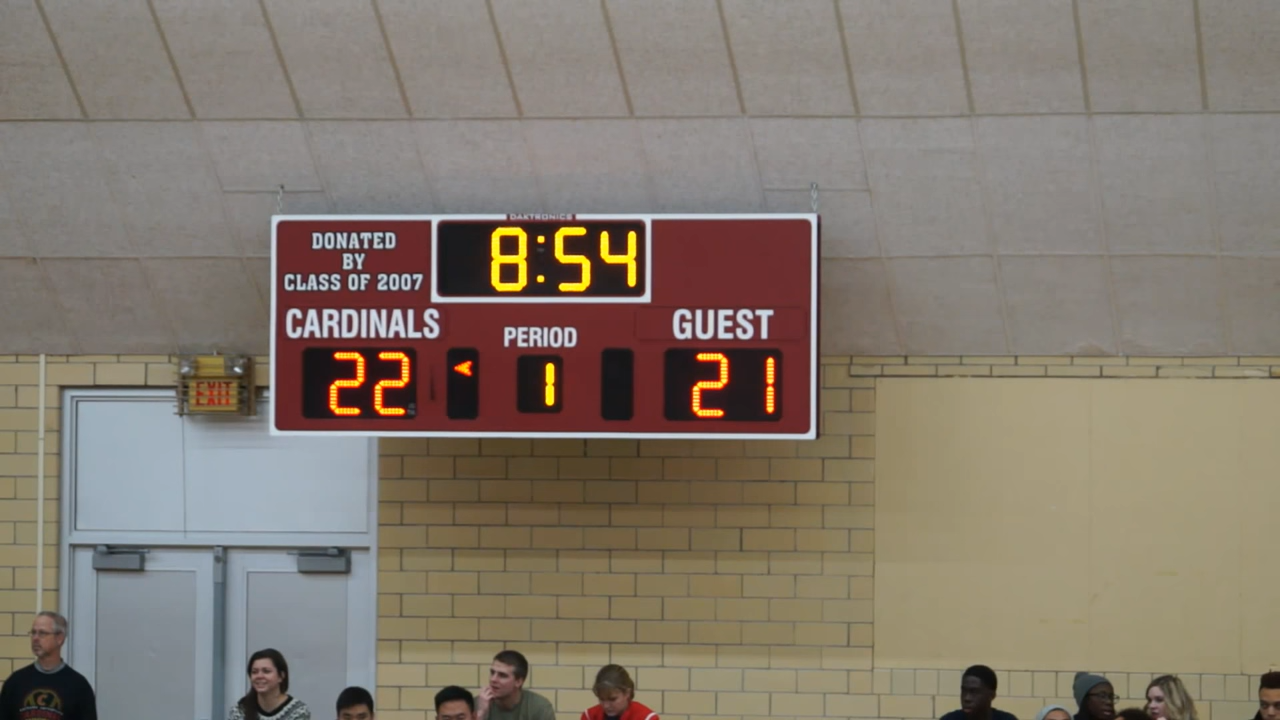 DAKTRONICS
DONATED
BY
CLASS OF 2007
8:54
CARDINALS
PERIOD
GUEST
22
1
21
EXIT